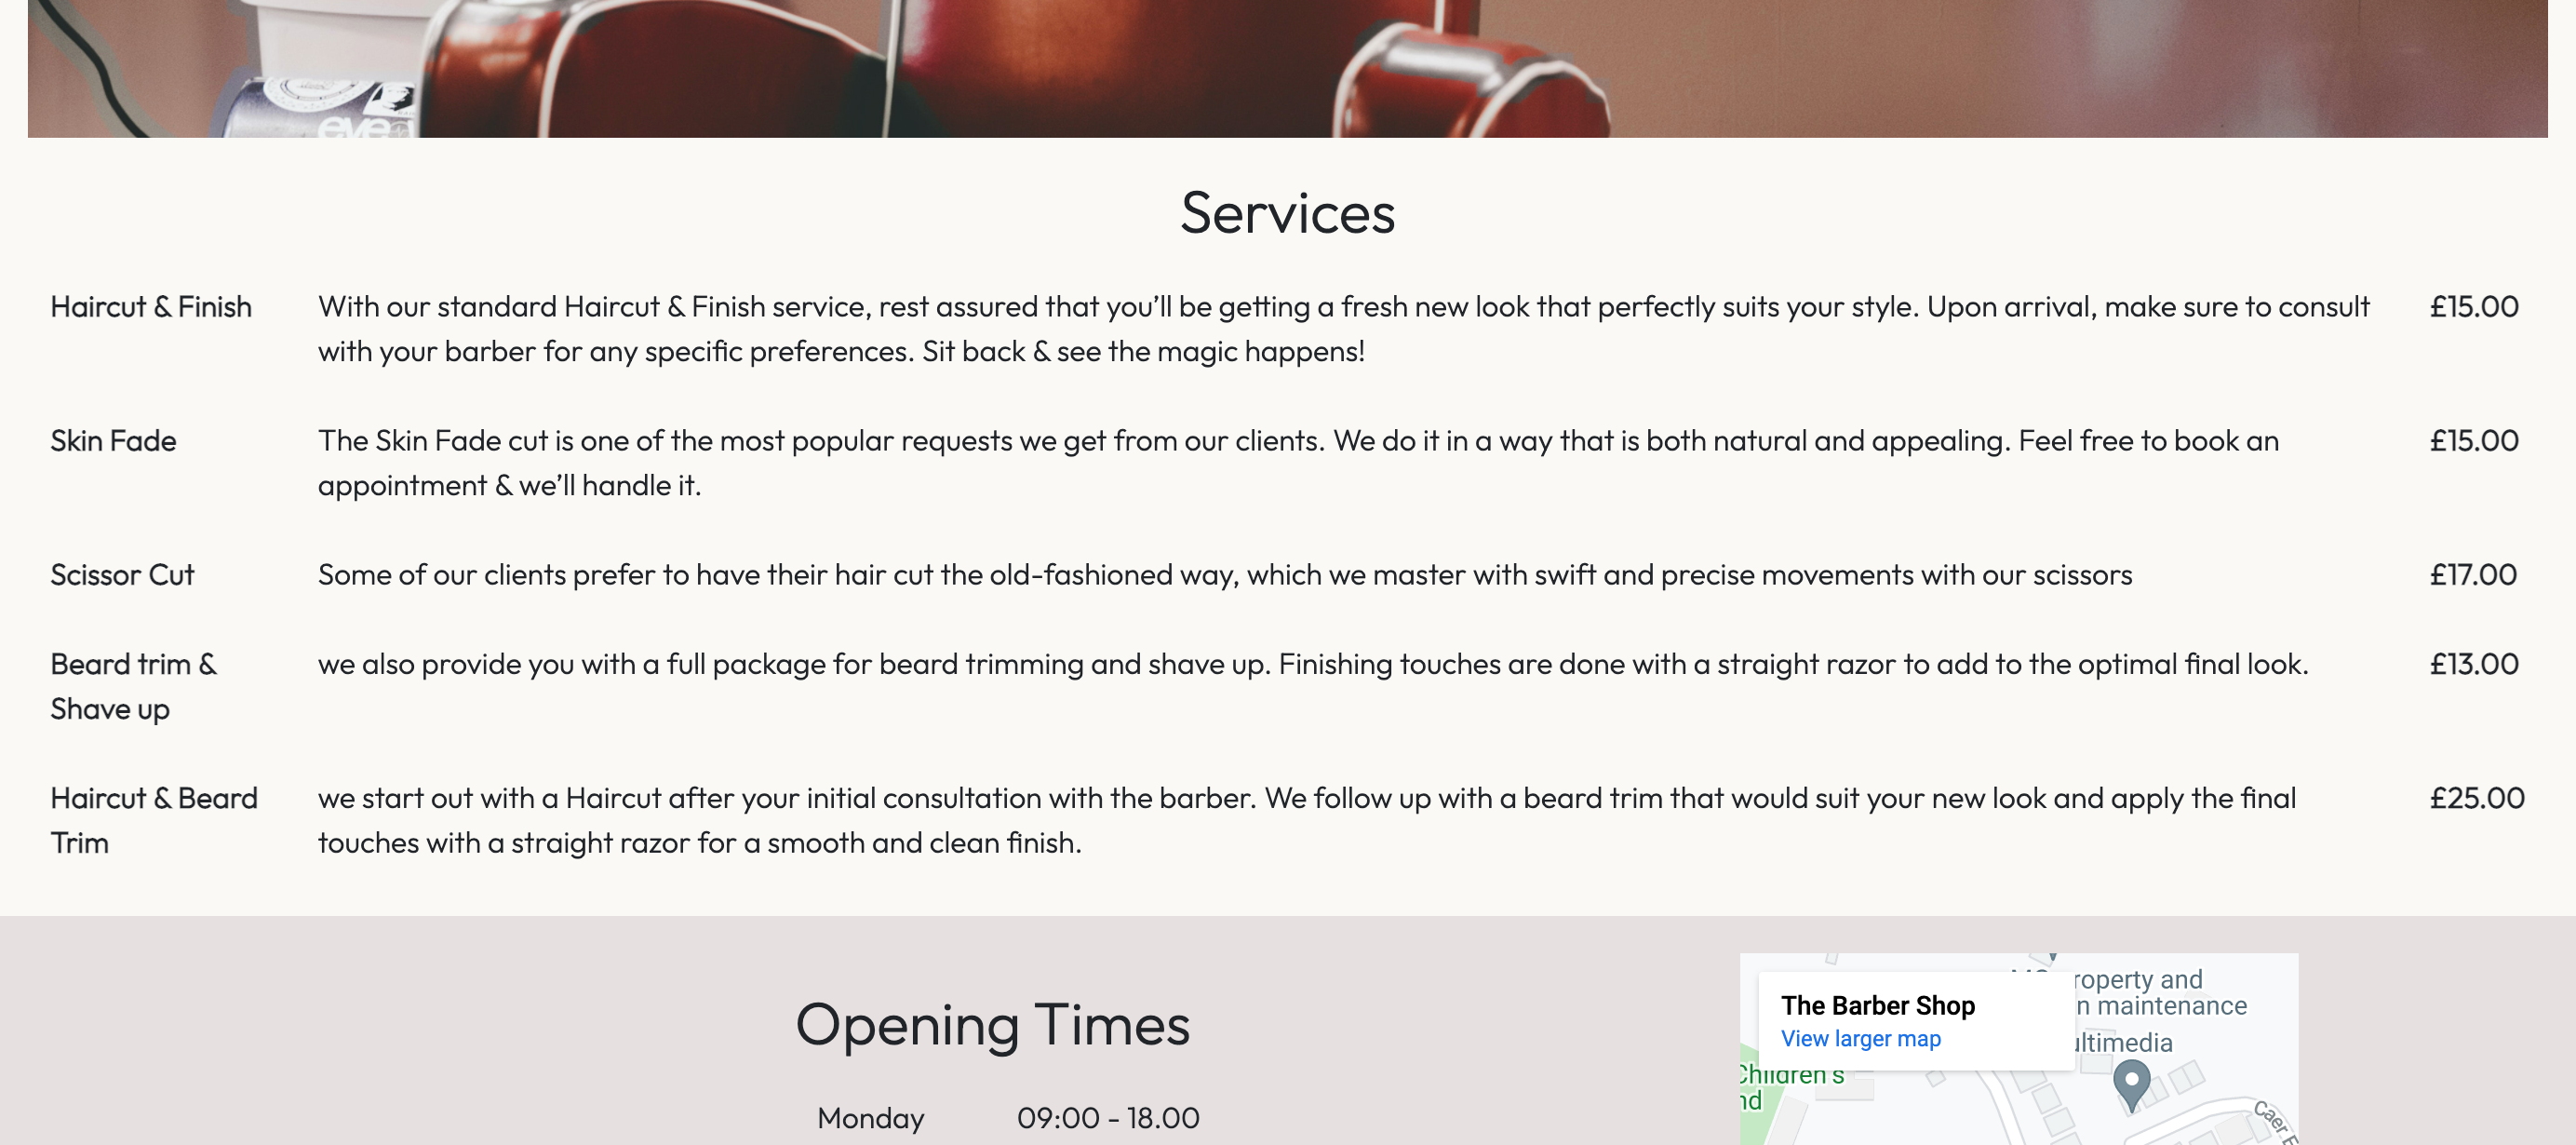 eve
Services
Haircut & Finish
With our standard Haircut & Finish service, rest assured that you’ll be getting a fresh new look that perfectly suits your style. Upon arrival, make sure to consult
with your barber for any specific preferences. Sit back & see the magic happens!
£15.00
Skin Fade
The Skin Fade cut is one of the most popular requests we get from our clients. We do it in a way that is both natural and appealing. Feel free to book an
appointment & we’ll handle it.
£15.00
Scissor Cut
Some of our clients prefer to have their hair cut the old-fashioned way, which we master with swift and precise movements with our scissors
£17.00
Beard trim &
Shave up
we also provide you with a full package for beard trimming and shave up. Finishing touches are done with a straight razor to add to the optimal final look.
£13.00
Haircut & Beard
Trim
we start out with a Haircut after your initial consultation with the barber. We follow up with a beard trim that would suit your new look and apply the final
touches with a straight razor for a smooth and clean finish.
£25.00
Opening Times
Monday 09:00 - 18.00
The Barber Shop
View larger map
roperty and
n maintenance
ultimedia
Children's
nd
Caer